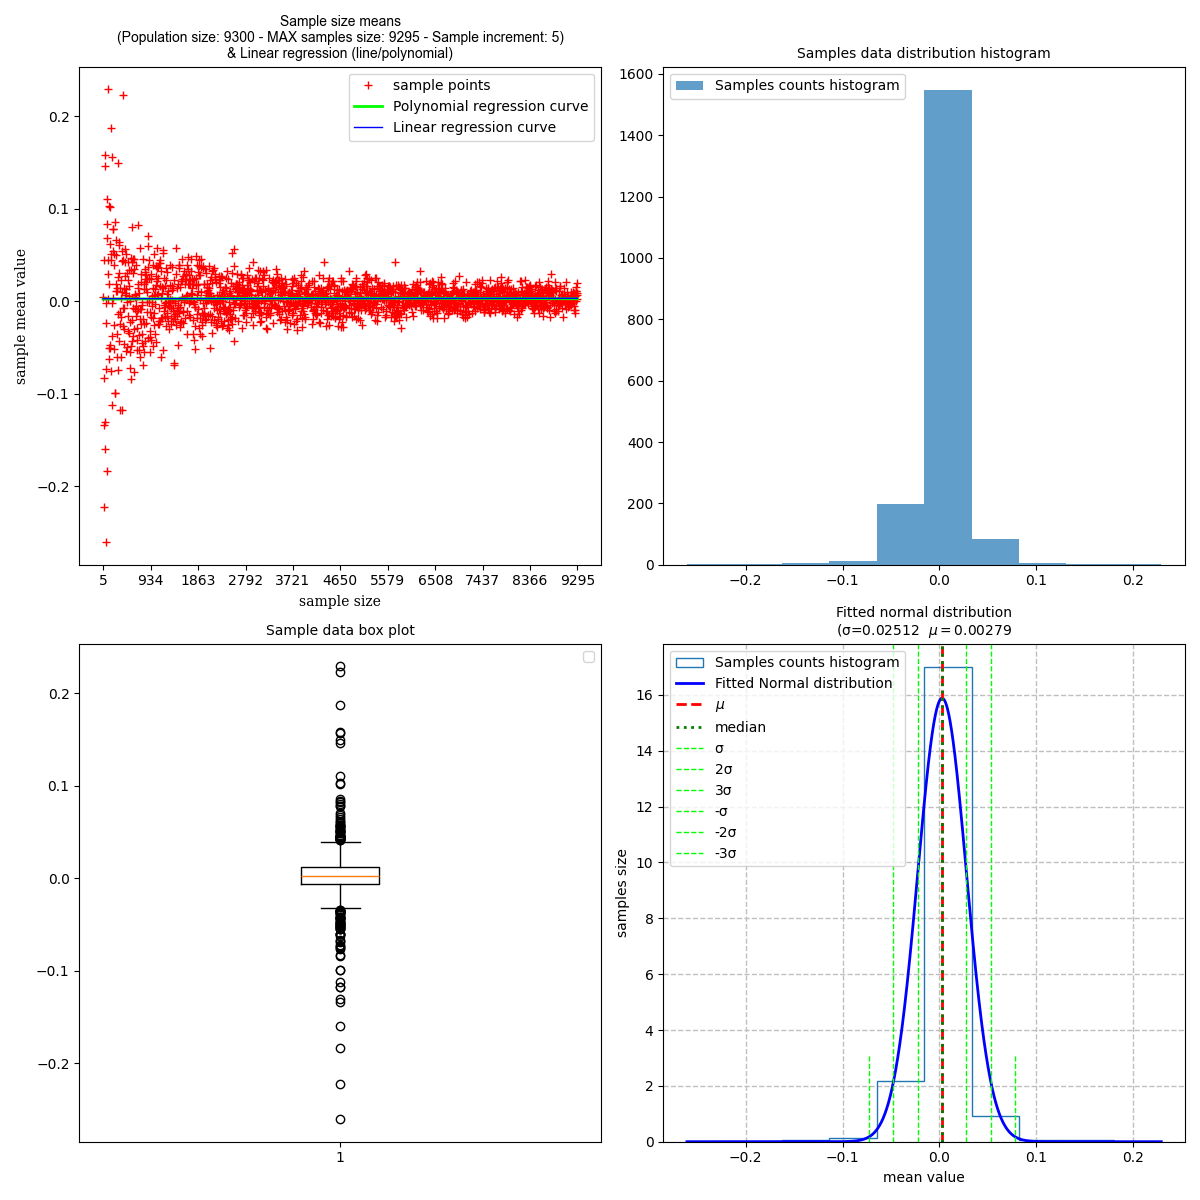 Sample size means
(Population size: 9300 - MAX samples size: 9295 - Sample increment: 5)
& Linear regression (line/polynomial)
sample points
Polynomial regression curve
Linear regression curve
0.2
0.1
0.0
−0.1
−0.2
sample mean value
5 934 1863 2792 3721 4650 5579 6508 7437 8366 9295
sample size
Samples data distribution histogram
Samples counts histogram
1600
1400
1200
1000
800
600
400
200
0
−0.2 −0.1 0.0 0.1 0.2
Sample data box plot
0.2
0.1
0.0
−0.1
−0.2
1
Fitted normal distribution
(σ=0.02512 μ = 0.00279
Samples counts histogram
Fitted Normal distribution
μ
median
σ
2σ
3σ
-σ
-2σ
-3σ
16
14
12
10
8
6
4
2
0
samples size
−0.2 −0.1 0.0 0.1 0.2
mean value